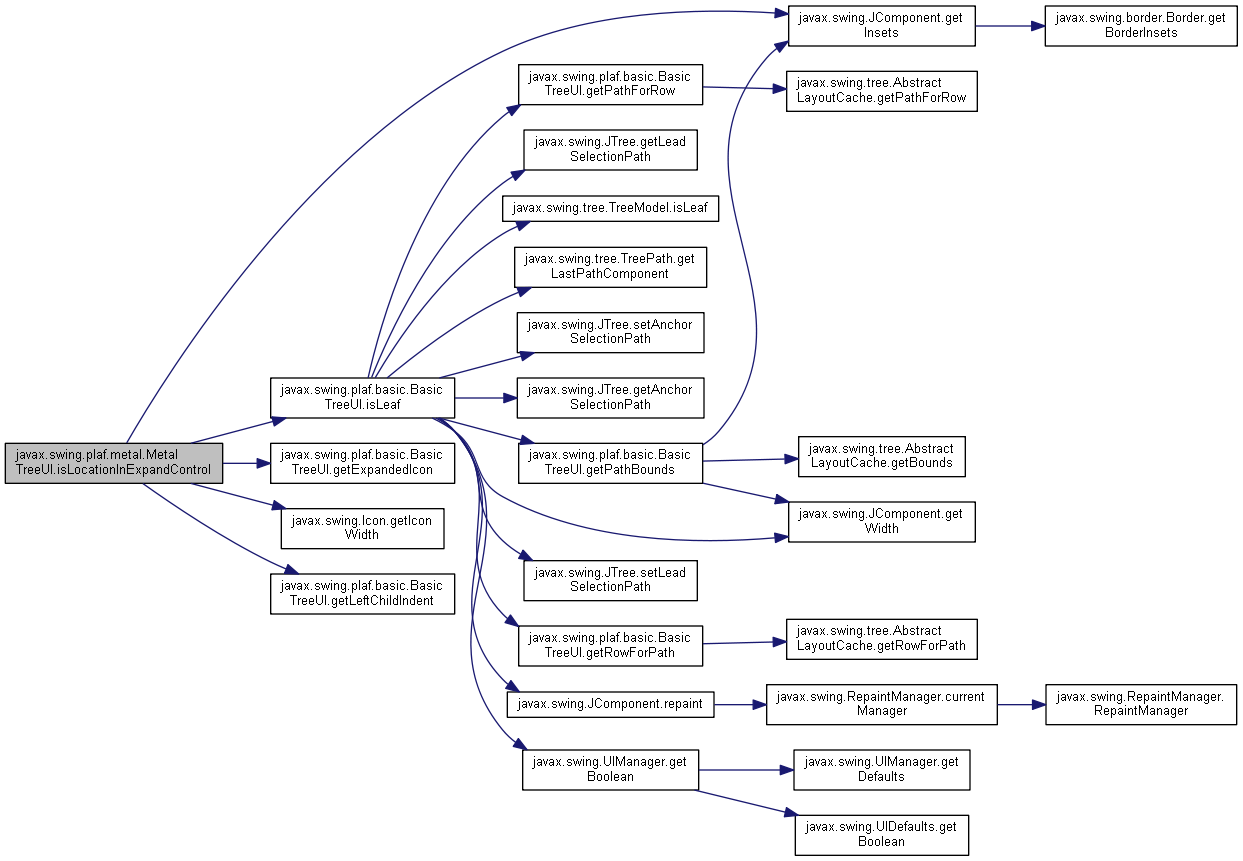 javax.swing.JComponent.get
Insets
javax.swing.border.Border.get
BorderInsets
javax.swing.plaf.basic.Basic
TreeUI.getPathForRow
javax.swing.tree.Abstract
LayoutCache.getPathForRow
javax.swing.JTree.getLead
SelectionPath
javax.swing.tree.TreeModel.isLeaf
javax.swing.tree.TreePath.get
LastPathComponent
javax.swing.JTree.setAnchor
SelectionPath
javax.swing.plaf.basic.Basic
TreeUI.isLeaf
javax.swing.JTree.getAnchor
SelectionPath
javax.swing.plaf.metal.Metal
TreeUI.isLocationInExpandControl
javax.swing.plaf.basic.Basic
TreeUI.getExpandedIcon
javax.swing.plaf.basic.Basic
TreeUI.getPathBounds
javax.swing.tree.Abstract
LayoutCache.getBounds
javax.swing.Icon.getIcon
Width
javax.swing.JComponent.get
Width
javax.swing.plaf.basic.Basic
TreeUI.getLeftChildIndent
javax.swing.JTree.setLead
SelectionPath
javax.swing.plaf.basic.Basic
TreeUI.getRowForPath
javax.swing.tree.Abstract
LayoutCache.getRowForPath
javax.swing.JComponent.repaint
javax.swing.RepaintManager.current
Manager
javax.swing.RepaintManager.
RepaintManager
javax.swing.UIManager.get
Boolean
javax.swing.UIManager.get
Defaults
javax.swing.UIDefaults.get
Boolean